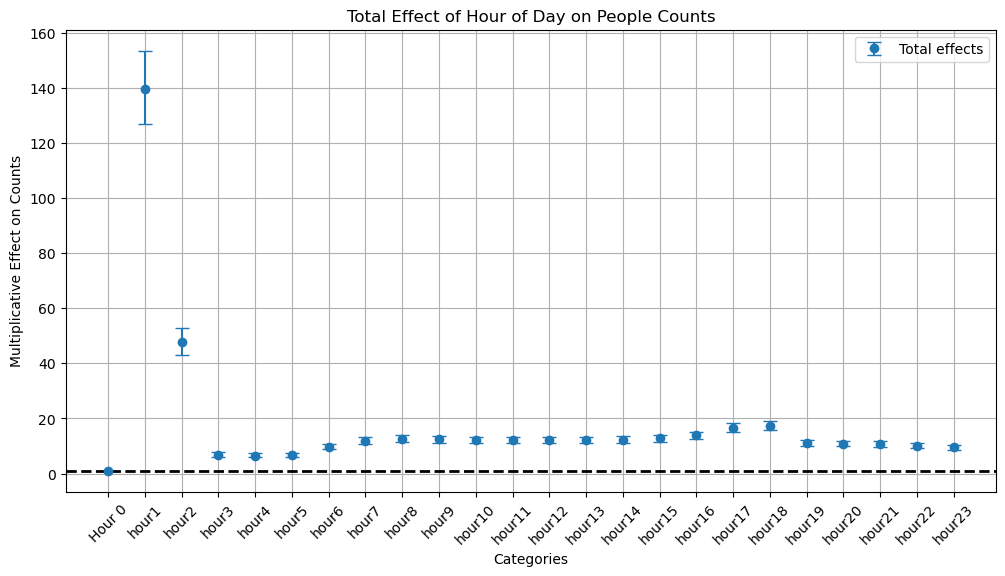 Total Effect of Hour of Day on People Counts
Total effects
Multiplicative Effect on Counts
160
140
120
100
80
60
40
20
0
Hour 0
hour1
hour2
hour3
hour4
hour5
hour6
hour7
hour8
hour9
hour10
hour11
hour12
hour13
hour14
hour15
hour16
hour17
hour18
hour19
hour20
hour21
hour22
hour23
Categories